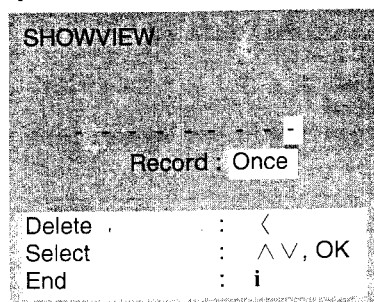 SHOWVIEW
- - - - - - - - -
Record : Once
Delete : <
Select : ∧ ∨ , OK
End : i